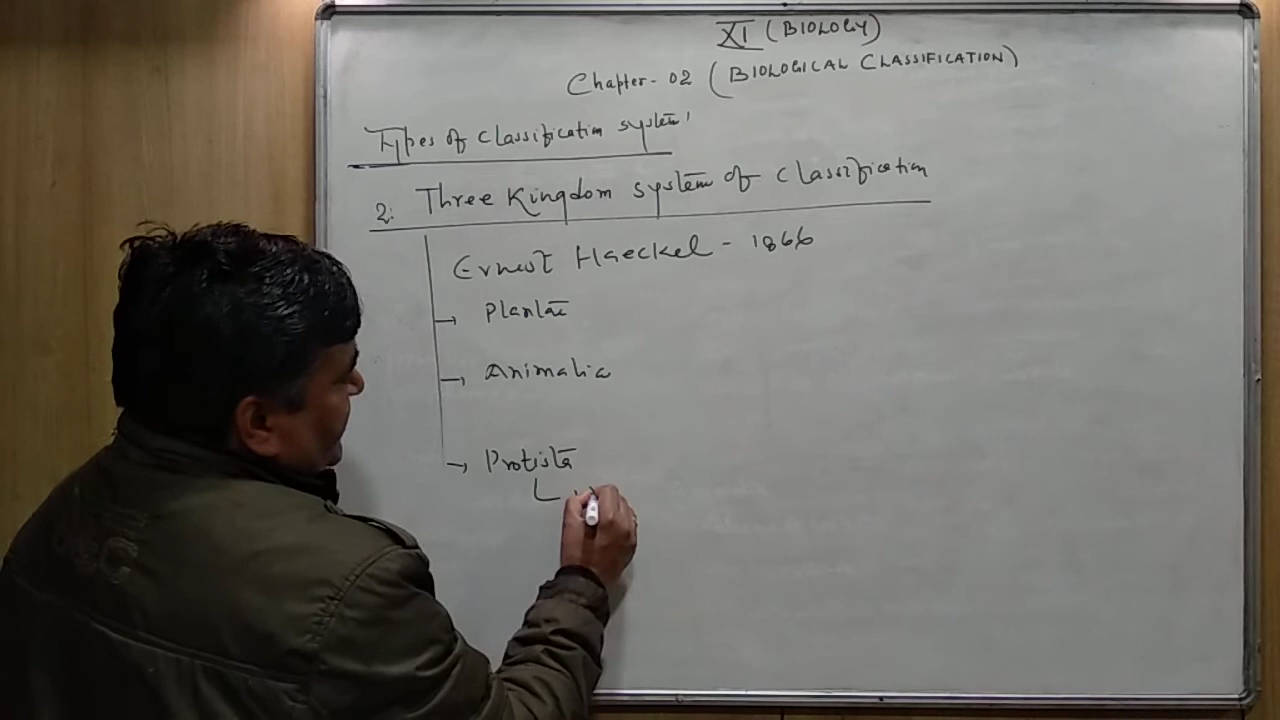 XI (BIOLOGY)
Chapter-02 (BIOLOGICAL CLASSIFICATION)
Types of classification system
2: Three Kingdom system of classification
Ernest Haeckel - 1866
→ Plantae
→ Animalia
→ Protista